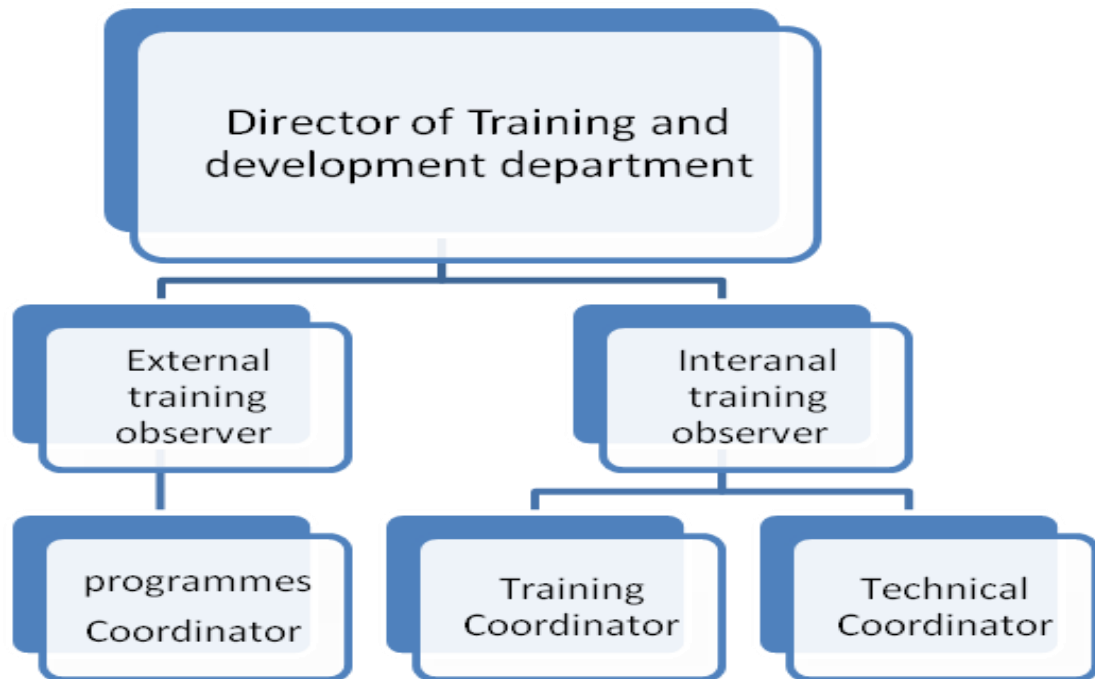 Director of Training and
development department
External
training
observer
Interanal
training
observer
programmes
Coordinator
Training
Coordinator
Technical
Coordinator